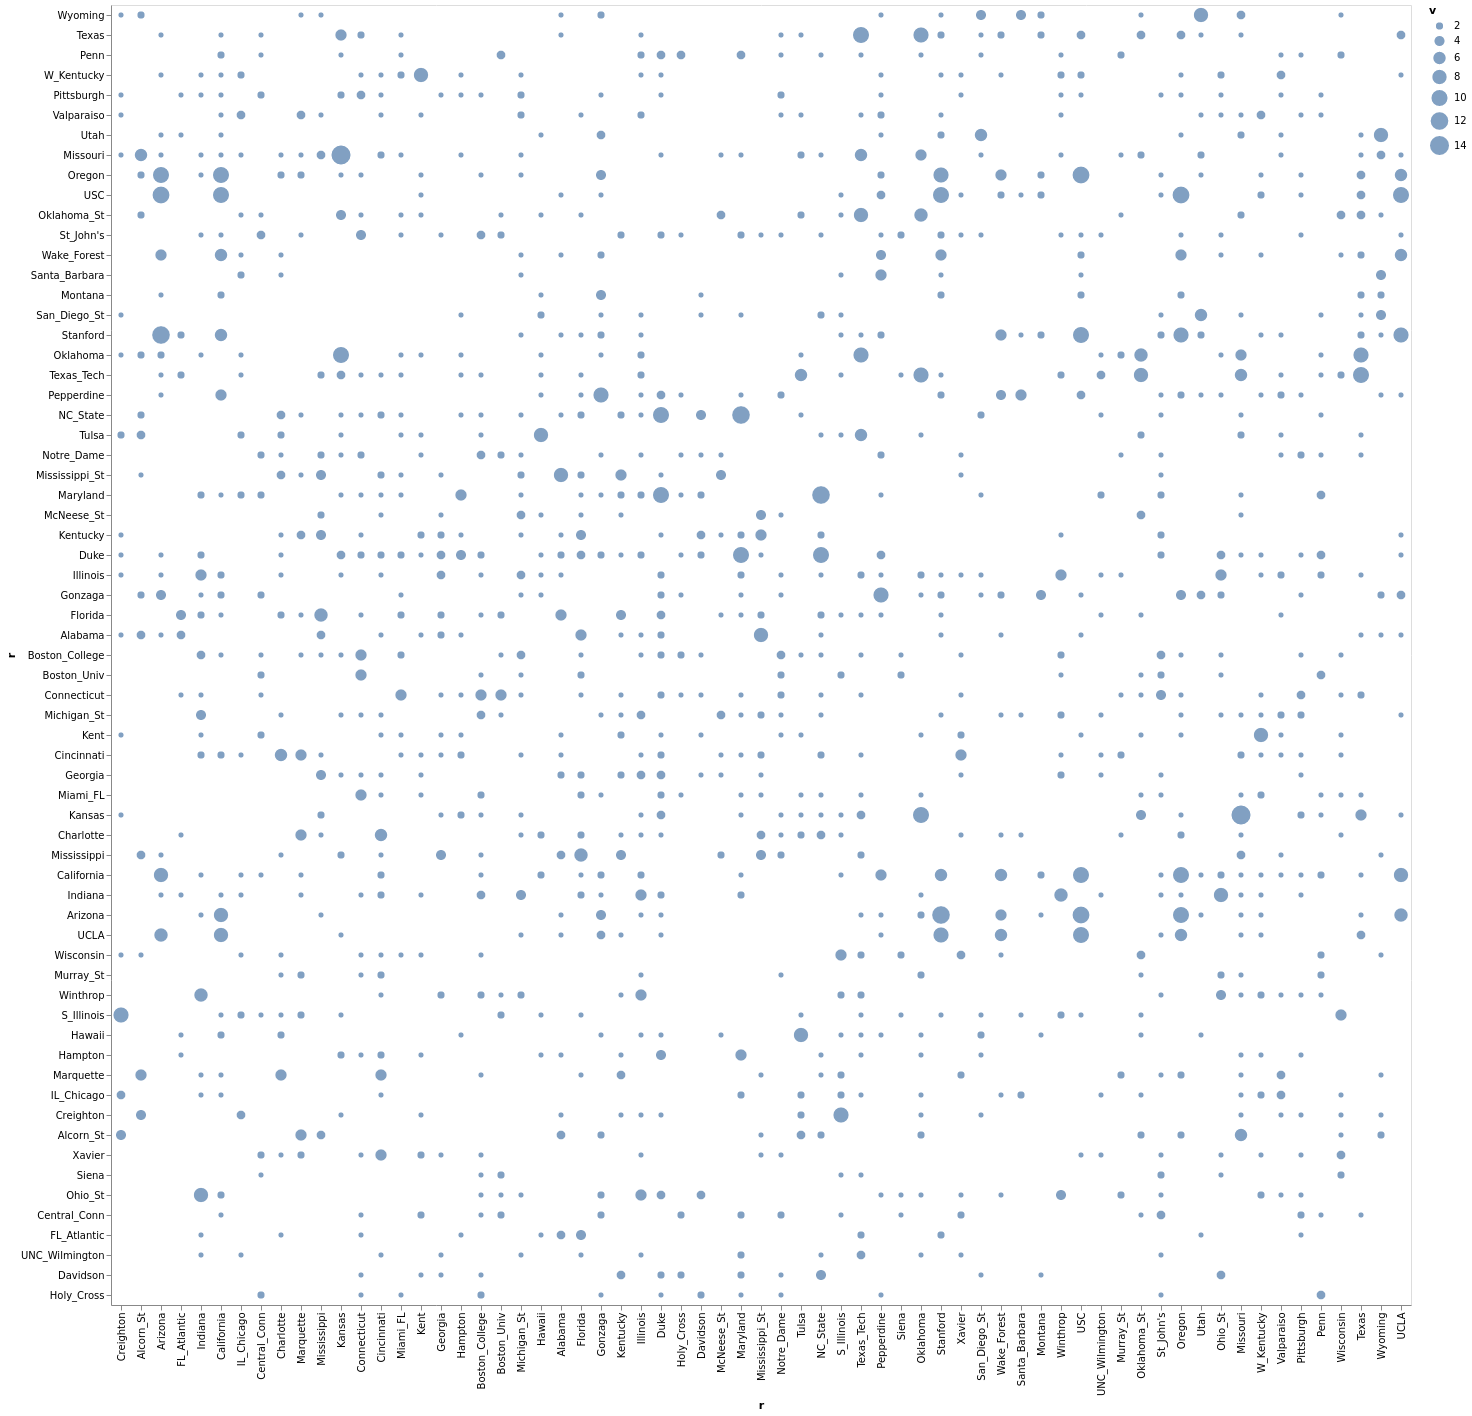 v
2
4
6
8
10
12
14
Wyoming
Texas
Penn
W_Kentucky
Pittsburgh
Valparaiso
Utah
Missouri
Oregon
USC
Oklahoma_St
St_John's
Wake_Forest
Santa_Barbara
Montana
San_Diego_St
Stanford
Oklahoma
Texas_Tech
Pepperdine
NC_State
Tulsa
Notre_Dame
Mississippi_St
Maryland
McNeese_St
Kentucky
Duke
Illinois
Gonzaga
Florida
Alabama
r
Boston_College
Boston_Univ
Connecticut
Michigan_St
Kent
Cincinnati
Georgia
Miami_FL
Kansas
Charlotte
Mississippi
California
Indiana
Arizona
UCLA
Wisconsin
Murray_St
Winthrop
S_Illinois
Hawaii
Hampton
Marquette
IL_Chicago
Creighton
Alcorn_St
Xavier
Siena
Ohio_St
Central_Conn
FL_Atlantic
UNC_Wilmington
Davidson
Holy_Cross
Creighton
Alcorn_St
Arizona
FL_Atlantic
Indiana
California
IL_Chicago
Central_Conn
Charlotte
Marquette
Mississippi
Kansas
Connecticut
Cincinnati
Miami_FL
Kent
Georgia
Hampton
Boston_College
Boston_Univ
Michigan_St
Hawaii
Alabama
Florida
Gonzaga
Kentucky
Illinois
Duke
Holy_Cross
Davidson
McNeese_St
Maryland
Mississippi_St
Notre_Dame
Tulsa
NC_State
S_Illinois
Texas_Tech
Pepperdine
Siena
Oklahoma
Stanford
Xavier
San_Diego_St
Wake_Forest
Santa_Barbara
Montana
Winthrop
USC
UNC_Wilmington
Murray_St
Oklahoma_St
St_John's
Oregon
Utah
Ohio_St
Missouri
W_Kentucky
Valparaiso
Pittsburgh
Penn
Wisconsin
Texas
Wyoming
UCLA
r